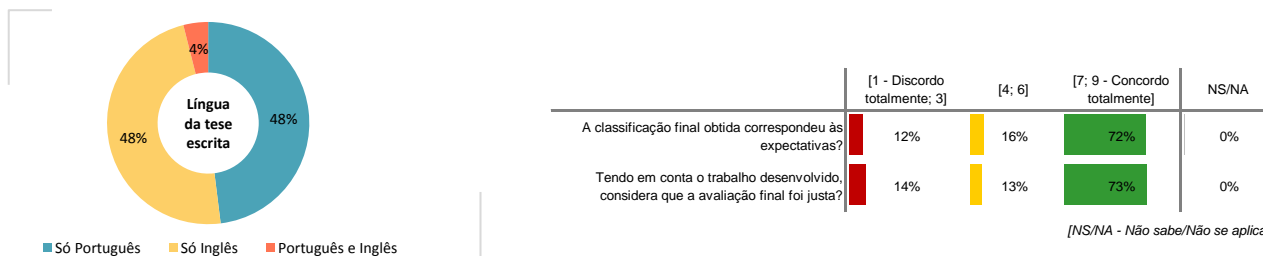 4%
48%
48%
Língua
da tese
escrita
Só Português Só Inglês Português e Inglês
[1 - Discordo
totalmente; 3]
[4; 6]
[7; 9 - Concordo
totalmente]
NS/NA
A classificação final obtida correspondeu às
expectativas?
12% 16% 72% 0%
Tendo em conta o trabalho desenvolvido,
considera que a avaliação final foi justa?
14% 13% 73% 0%
[NS/NA - Não sabe/Não se aplica